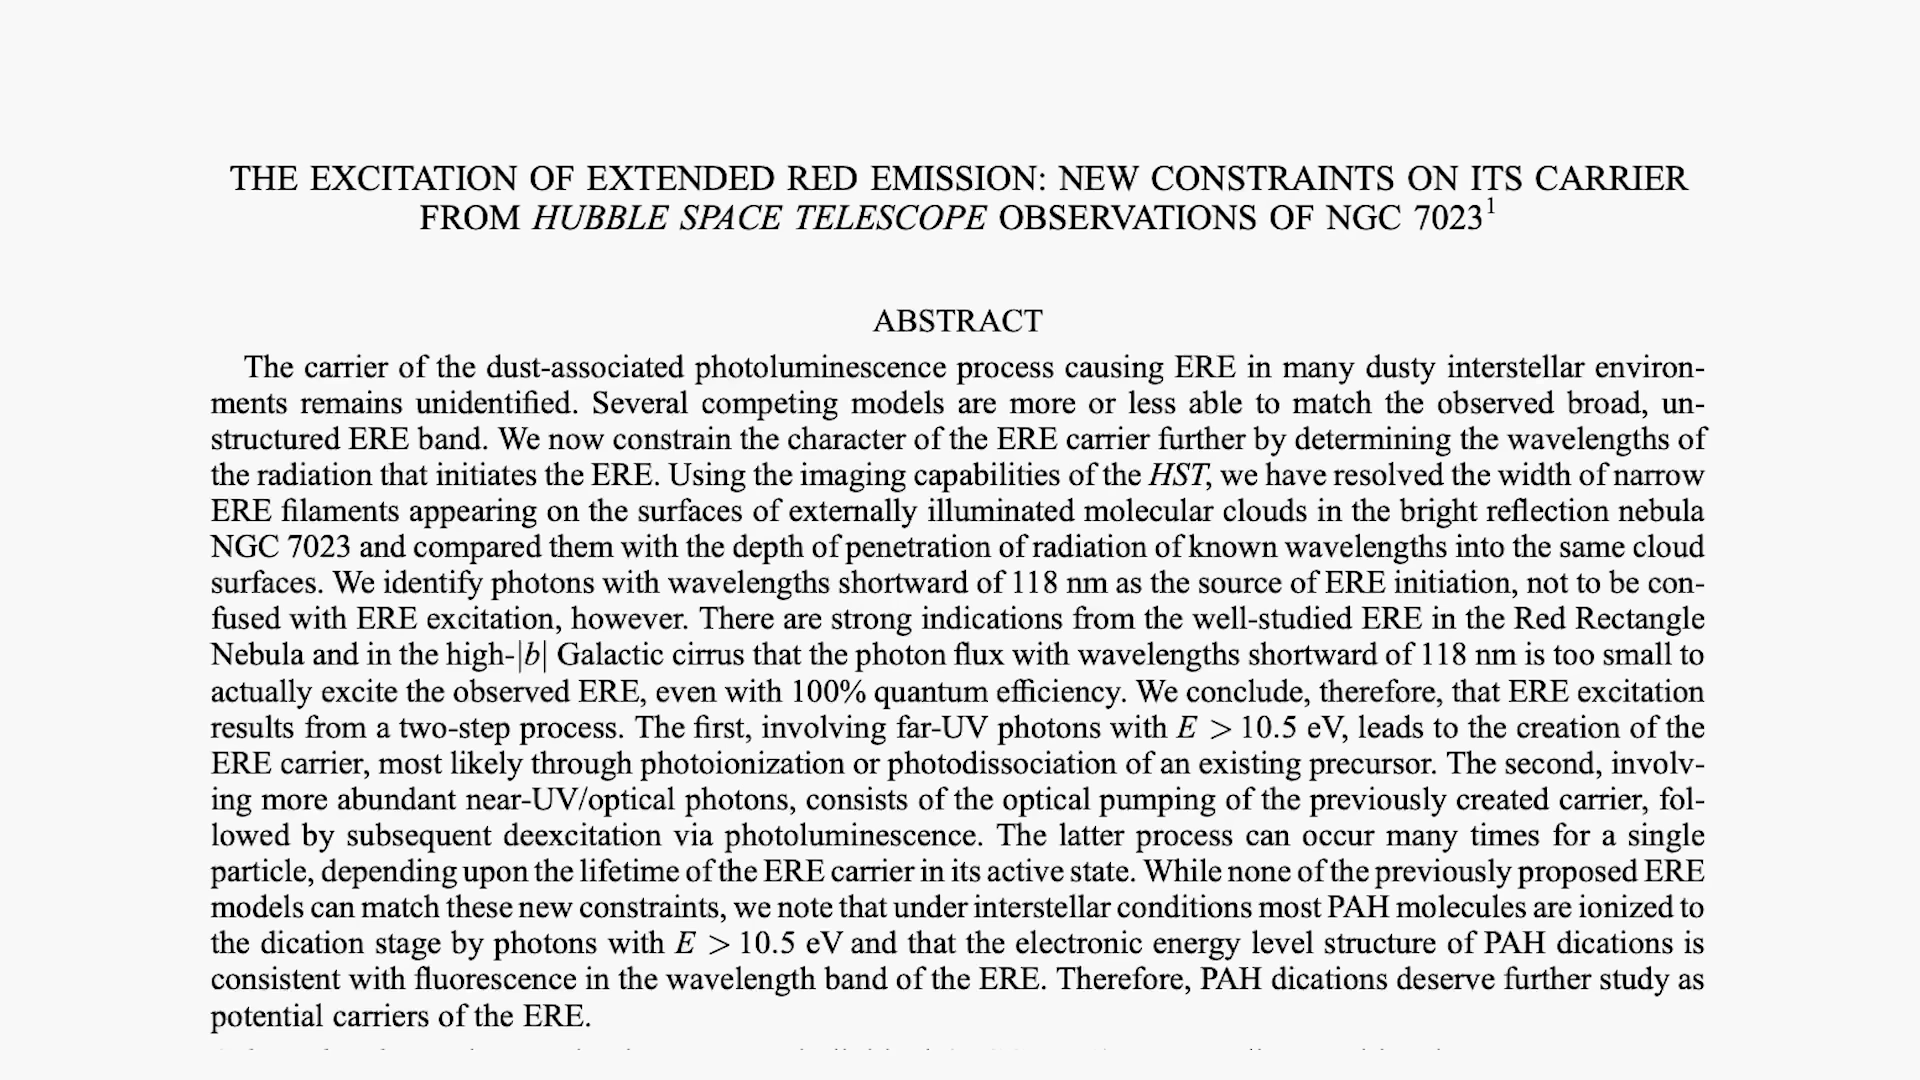 THE EXCITATION OF EXTENDED RED EMISSION: NEW CONSTRAINTS ON ITS CARRIER
FROM HUBBLE SPACE TELESCOPE OBSERVATIONS OF NGC 7023¹
ABSTRACT
The carrier of the dust-associated photoluminescence process causing ERE in many dusty interstellar environ-
ments remains unidentified. Several competing models are more or less able to match the observed broad, un-
structured ERE band. We now constrain the character of the ERE carrier further by determining the wavelengths of
the radiation that initiates the ERE. Using the imaging capabilities of the HST, we have resolved the width of narrow
ERE filaments appearing on the surfaces of externally illuminated molecular clouds in the bright reflection nebula
NGC 7023 and compared them with the depth of penetration of radiation of known wavelengths into the same cloud
surfaces. We identify photons with wavelengths shortward of 118 nm as the source of ERE initiation, not to be con-
fused with ERE excitation, however. There are strong indications from the well-studied ERE in the Red Rectangle
Nebula and in the high-|b| Galactic cirrus that the photon flux with wavelengths shortward of 118 nm is too small to
actually excite the observed ERE, even with 100% quantum efficiency. We conclude, therefore, that ERE excitation
results from a two-step process. The first, involving far-UV photons with E > 10.5 eV, leads to the creation of the
ERE carrier, most likely through photoionization or photodissociation of an existing precursor. The second, involv-
ing more abundant near-UV/optical photons, consists of the optical pumping of the previously created carrier, fol-
lowed by subsequent deexcitation via photoluminescence. The latter process can occur many times for a single
particle, depending upon the lifetime of the ERE carrier in its active state. While none of the previously proposed ERE
models can match these new constraints, we note that under interstellar conditions most PAH molecules are ionized to
the dication stage by photons with E > 10.5 eV and that the electronic energy level structure of PAH dications is
consistent with fluorescence in the wavelength band of the ERE. Therefore, PAH dications deserve further study as
potential carriers of the ERE.